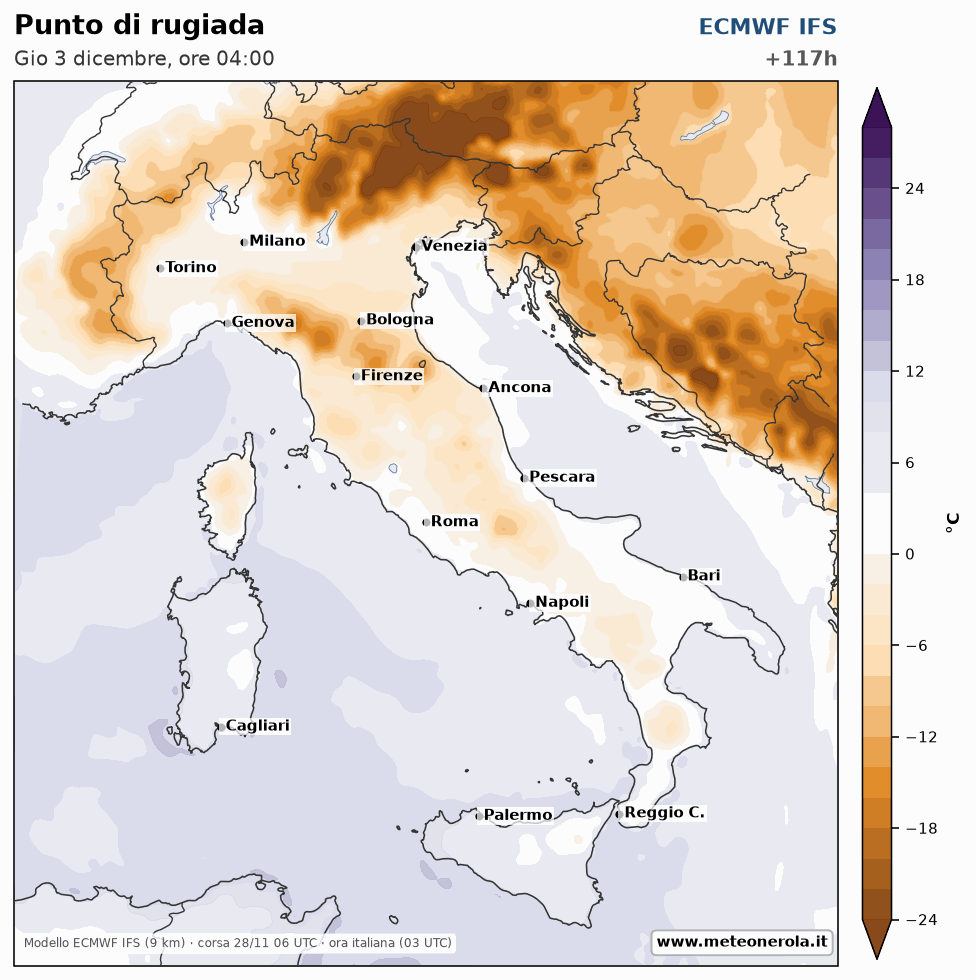 Punto di rugiada
ECMWF IFS
Gio 3 dicembre, ore 04:00
+117h
Milano
Venezia
Torino
Genova
Bologna
Firenze
Ancona
Pescara
Roma
Bari
Napoli
Cagliari
Palermo
Reggio C.
24
18
12
6
0
−6
−12
−18
−24
°C
Modello ECMWF IFS (9 km) · corsa 28/11 06 UTC · ora italiana (03 UTC)
www.meteonerola.it